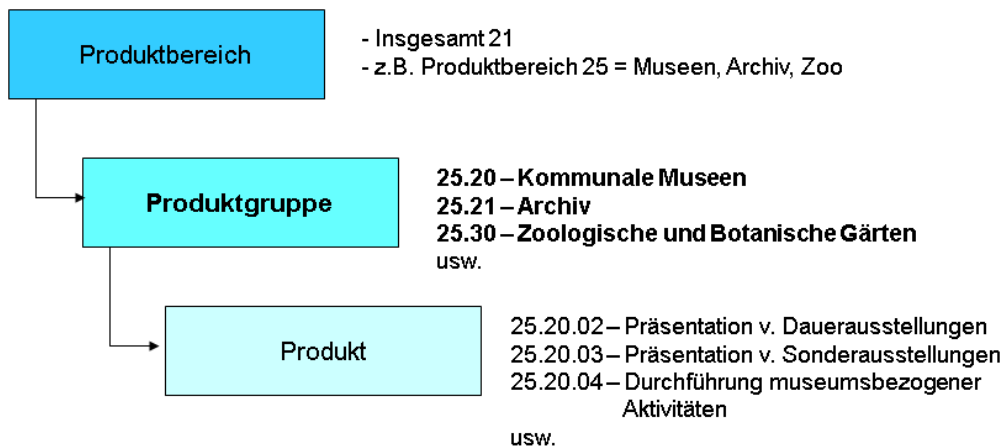 Produktbereich
- Insgesamt 21
- z.B. Produktbereich 25 = Museen, Archiv, Zoo
Produktgruppe
25.20 – Kommunale Museen
25.21 – Archiv
25.30 – Zoologische und Botanische Gärten
usw.
Produkt
25.20.02 – Präsentation v. Dauerausstellungen
25.20.03 – Präsentation v. Sonderausstellungen
25.20.04 – Durchführung museumsbezogener
Aktivitäten
usw.